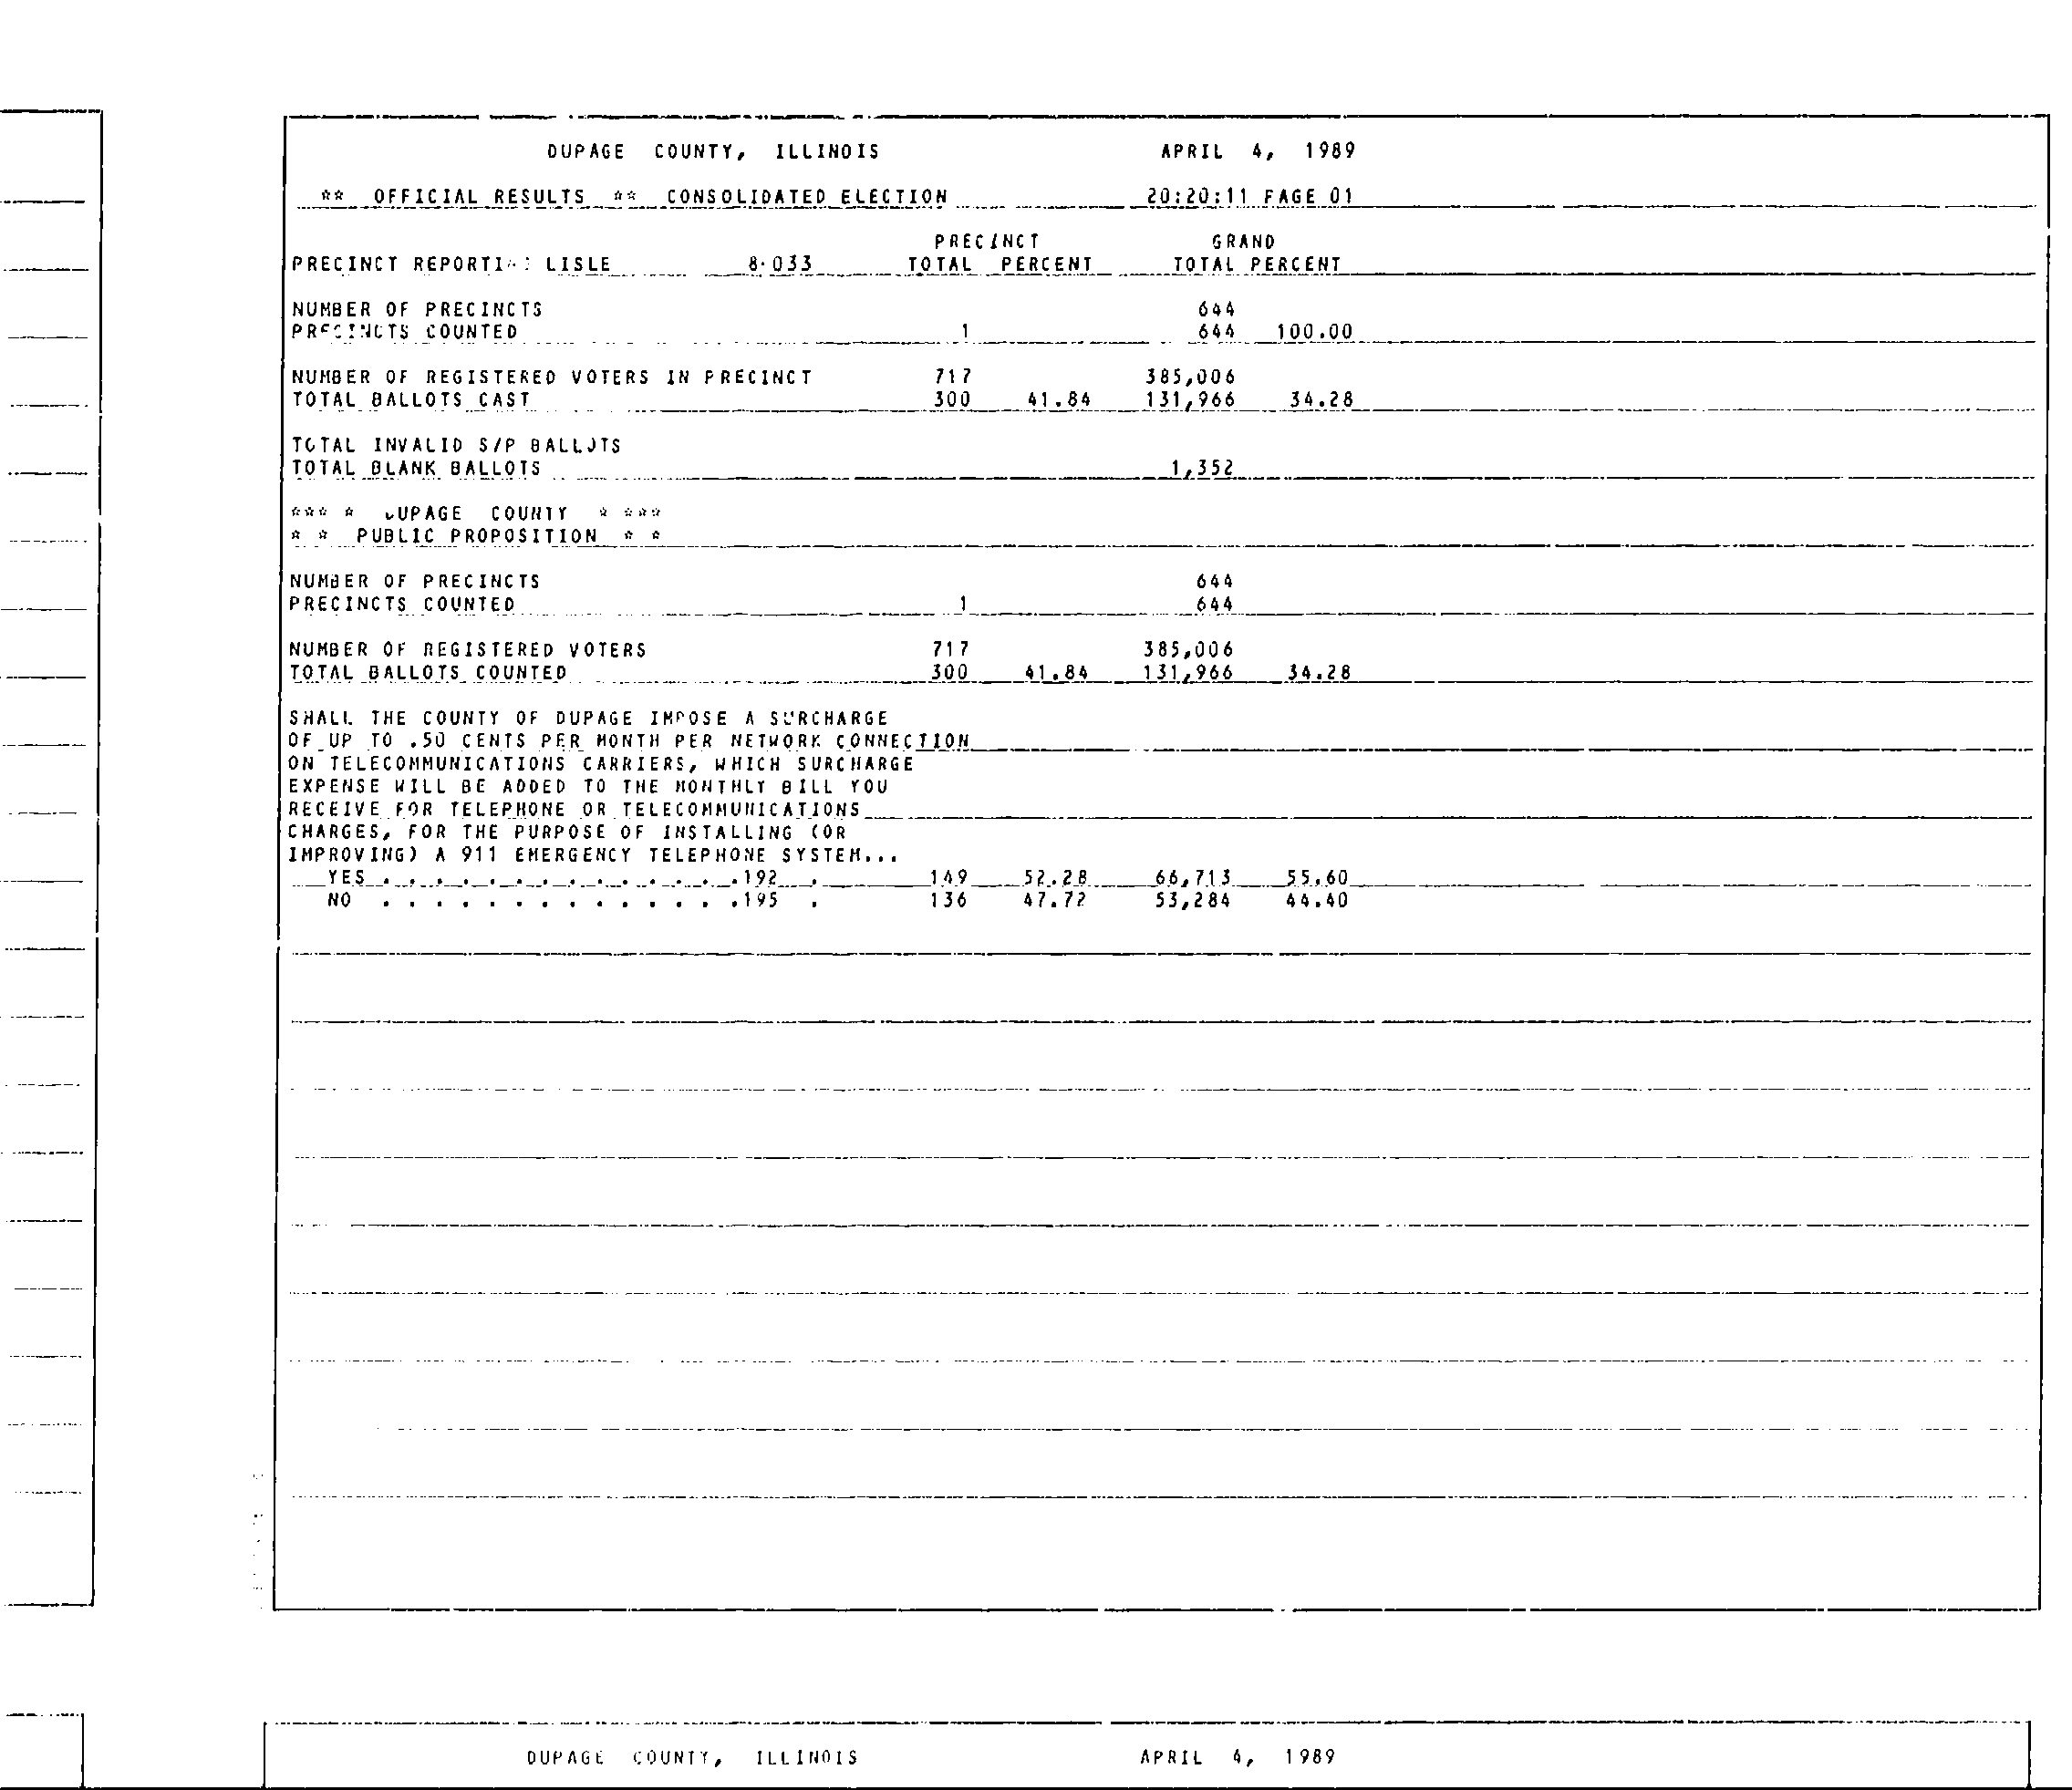 DUPAGE COUNTY, ILLINOIS APRIL 4, 1989
** OFFICIAL RESULTS ** CONSOLIDATED ELECTION 20:20:11 PAGE 01
PRECINCT GRAND
PRECINCT LISLE 8-033 TOTAL PERCENT TOTAL PERCENT
NUMBER OF PRECINCTS 644
PRECINCTS COUNTED 1 644 100.00
NUMBER OF REGISTERED VOTERS IN PRECINCT 717 385,006
TOTAL BALLOTS CAST 300 41.84 131,966 34.28
TOTAL INVALID S/P BALLOTS
TOTAL BLANK BALLOTS 1,352
*** * DUPAGE COUNTY * ***
* * PUBLIC PROPOSITION * *
NUMBER OF PRECINCTS 644
PRECINCTS COUNTED 1 644
NUMBER OF REGISTERED VOTERS 717 385,006
TOTAL BALLOTS COUNTED 300 41.84 131,966 34.28
SHALL THE COUNTY OF DUPAGE IMPOSE A SURCHARGE
OF UP TO .50 CENTS PER MONTH PER NETWORK CONNECTION
ON TELECOMMUNICATIONS CARRIERS, WHICH SURCHARGE
EXPENSE WILL BE ADDED TO THE MONTHLY BILL YOU
RECEIVE FOR TELEPHONE OR TELECOMMUNICATIONS
CHARGES, FOR THE PURPOSE OF INSTALLING (OR
IMPROVING) A 911 EMERGENCY TELEPHONE SYSTEM...
YES . . . . . . . . . . . . . .192 . 149 52.28 66,713 55.60
NO . . . . . . . . . . . . . .195 . 136 47.72 53,284 44.40
DUPAGE COUNTY, ILLINOIS APRIL 4, 1989